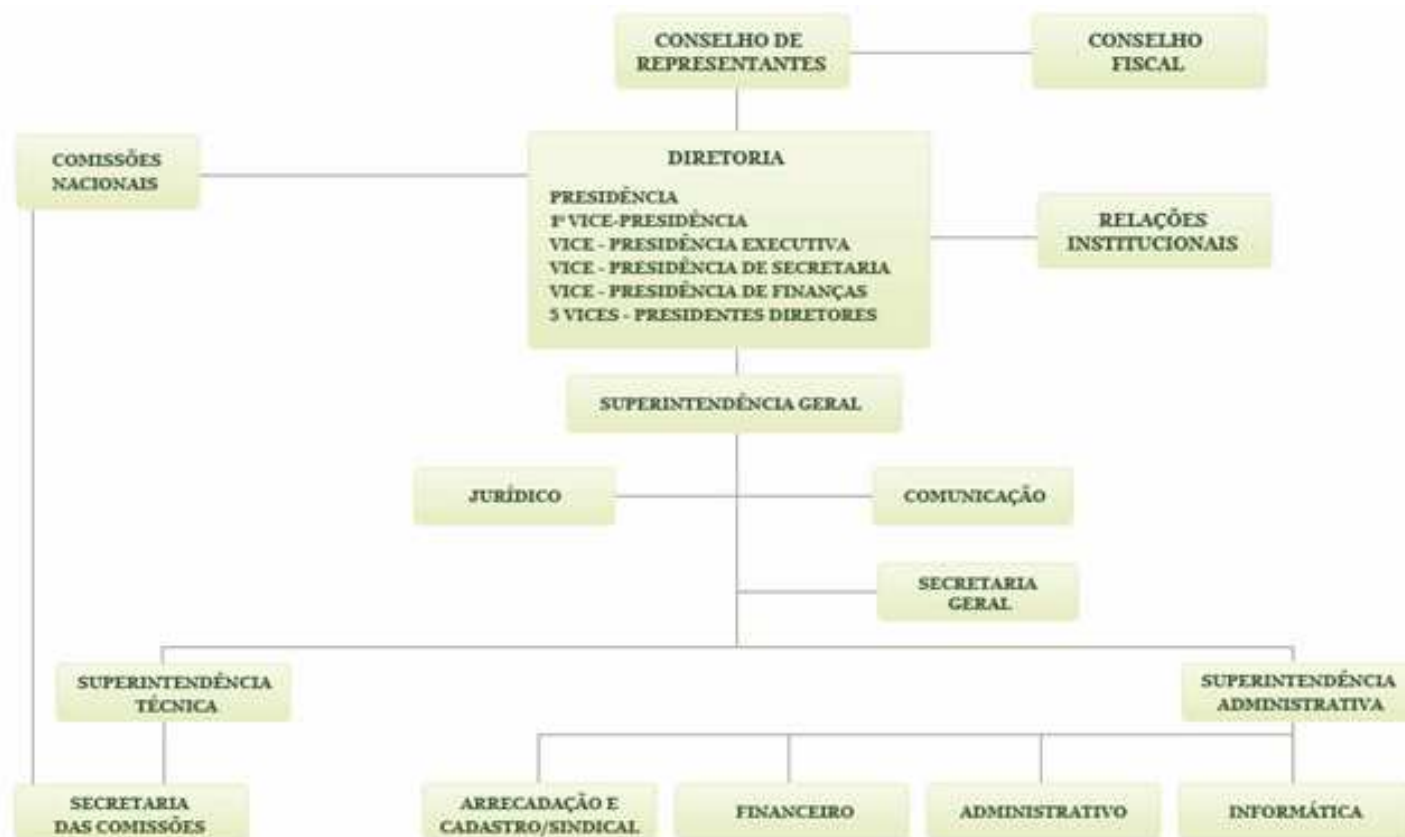 CONSELHO DE
REPRESENTANTES
CONSELHO
FISCAL
COMISSÕES
NACIONAIS
DIRETORIA
PRESIDÊNCIA
1ª VICE-PRESIDÊNCIA
VICE - PRESIDÊNCIA EXECUTIVA
VICE - PRESIDÊNCIA DE SECRETARIA
VICE - PRESIDÊNCIA DE FINANÇAS
5 VICES - PRESIDENTES DIRETORES
RELAÇÕES
INSTITUCIONAIS
SUPERINTENDÊNCIA GERAL
JURÍDICO
COMUNICAÇÃO
SECRETARIA
GERAL
SUPERINTENDÊNCIA
TÉCNICA
SUPERINTENDÊNCIA
ADMINISTRATIVA
SECRETARIA
DAS COMISSÕES
ARRECADAÇÃO E
CADASTRO/SINDICAL
FINANCEIRO
ADMINISTRATIVO
INFORMÁTICA